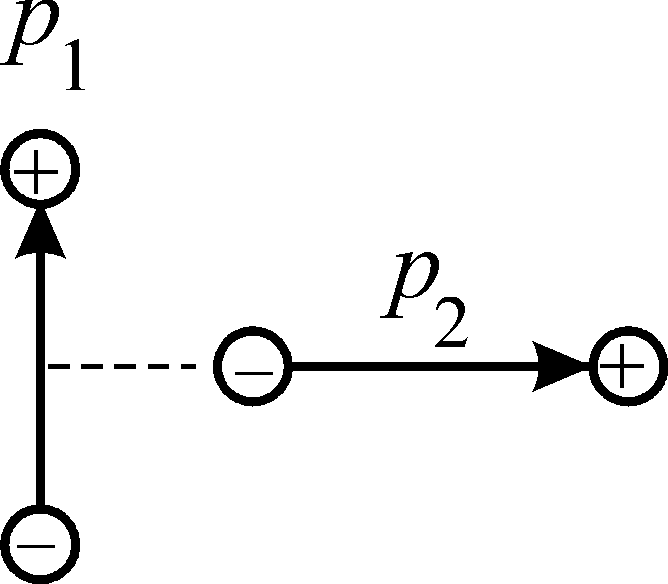 p1
+
p2
- +
-